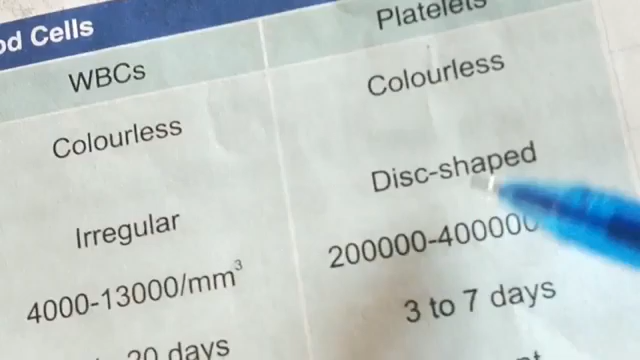 od Cells
WBCs Platelets
Colourless Colourless
Irregular Disc-shaped
4000-13000/mm³ 200000-400000
20 days 3 to 7 days